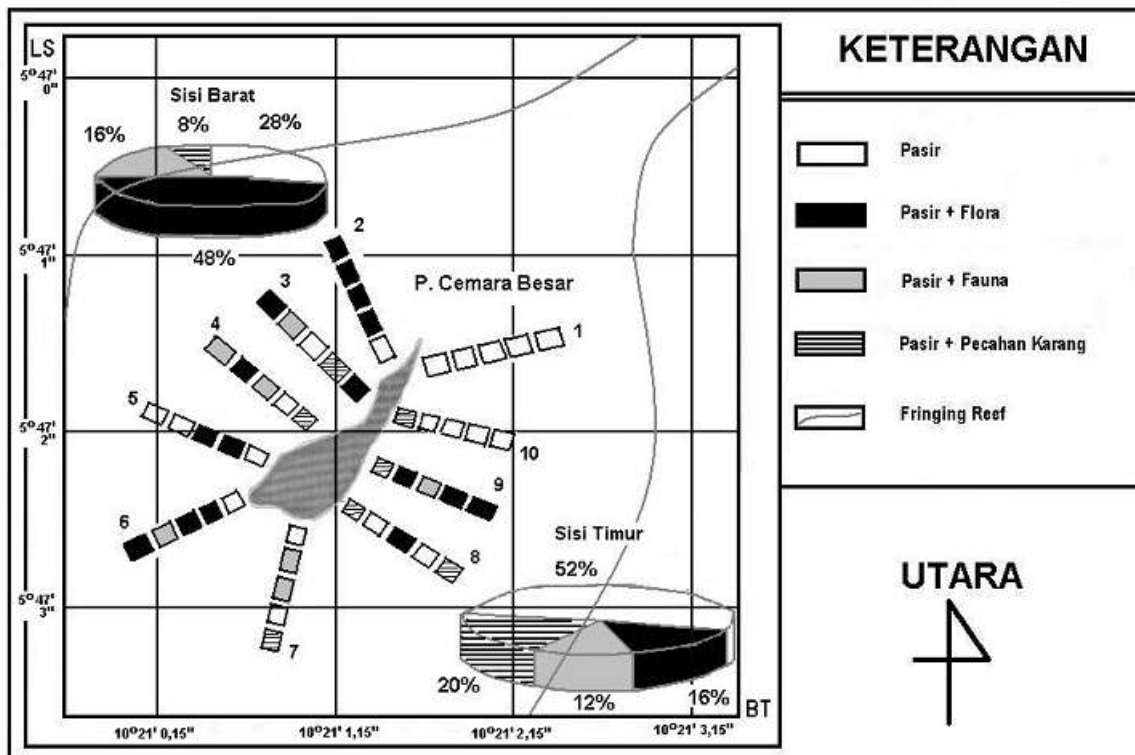 LS
5°47'
0"
Sisi Barat
16%
8%
28%
48%
5°47'
1"
2
3
P. Cemara Besar
1
4
5
5°47'
2"
10
9
6
8
Sisi Timur
52%
5°47'
3"
7
20%
12%
16%
BT
10°21' 0,15"
10°21' 1,15"
10°21' 2,15"
10°21' 3,15"
KETERANGAN
Pasir
Pasir + Flora
Pasir + Fauna
Pasir + Pecahan Karang
Fringing Reef
UTARA